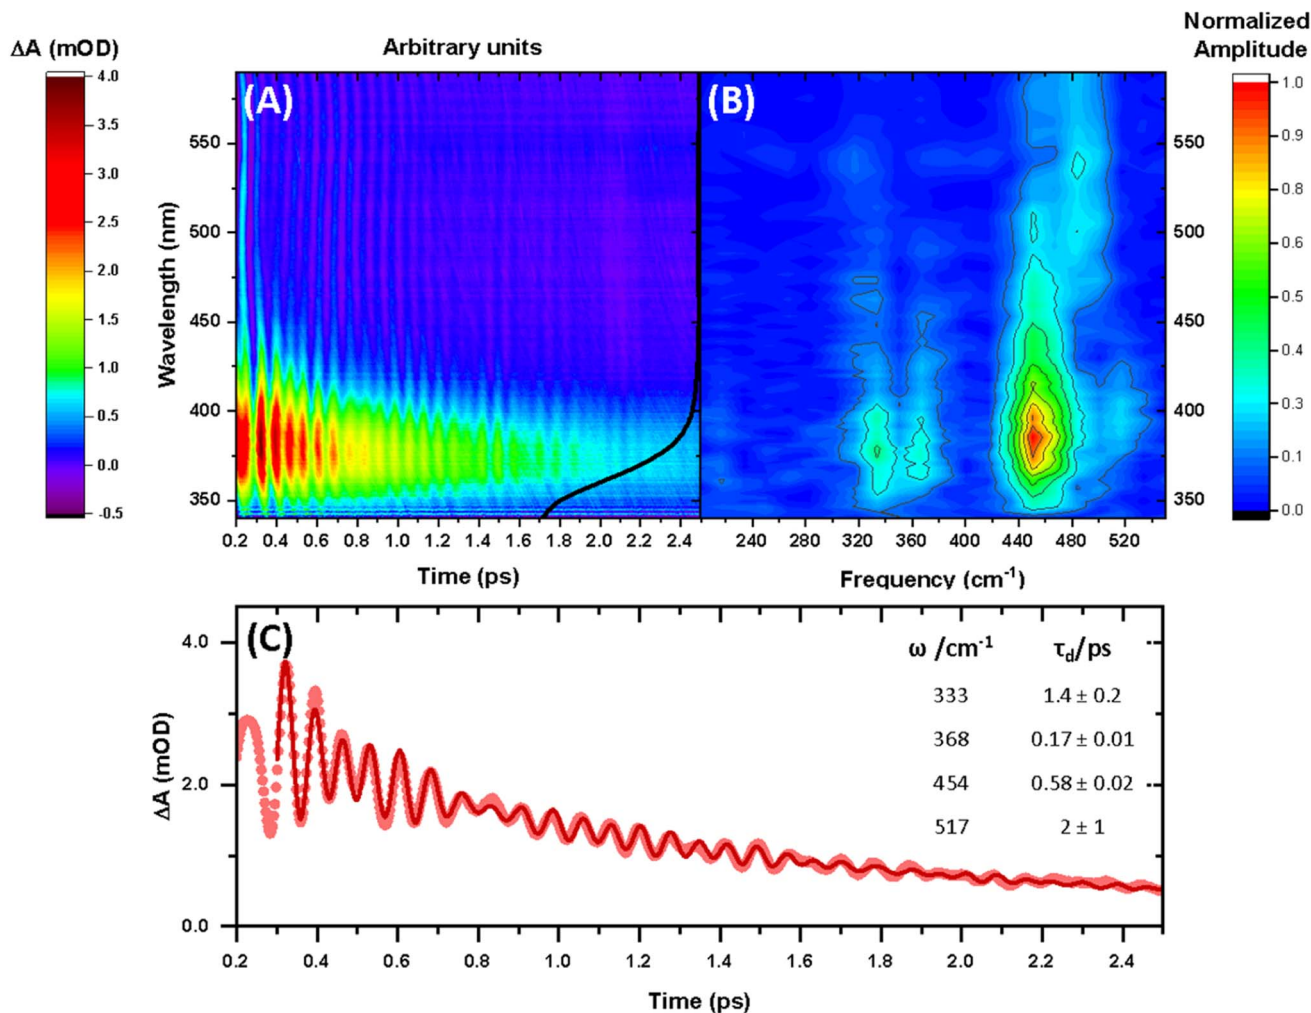 ΔA (mOD)
4.0
3.5
3.0
2.5
2.0
1.5
1.0
0.5
0.0
-0.5
Arbitrary units
(A)
Wavelength (nm)
550
500
450
400
350
0.2 0.4 0.6 0.8 1.0 1.2 1.4 1.6 1.8 2.0 2.2 2.4
Time (ps)
(B)
550
500
450
400
350
240 280 320 360 400 440 480 520
Frequency (cm⁻¹)
Normalized
Amplitude
1.0
0.9
0.8
0.6
0.5
0.4
0.3
0.1
0.0
(C)
ΔA (mOD)
4.0
2.0
0.0
ω /cm⁻¹ τd/ps
333 1.4 ± 0.2
368 0.17 ± 0.01
454 0.58 ± 0.02
517 2 ± 1
0.2 0.4 0.6 0.8 1.0 1.2 1.4 1.6 1.8 2.0 2.2 2.4
Time (ps)